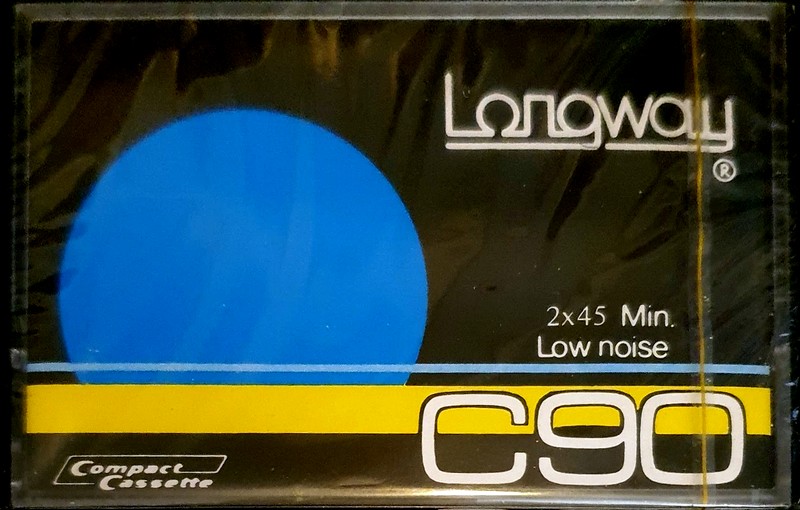 Longway
®
2x45 Min.
Low noise
C90
Compact
Cassette